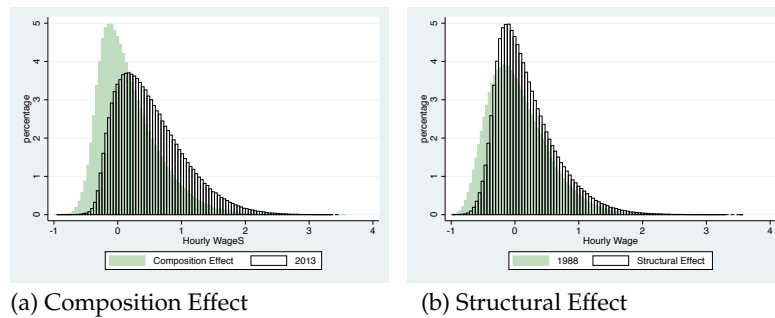 percentage
0 1 2 3 4 5
-1 0 1 2 3 4
Hourly WageS
Composition Effect 2013
(a) Composition Effect
percentage
0 1 2 3 4 5
-1 0 1 2 3 4
Hourly Wage
1988 Structural Effect
(b) Structural Effect